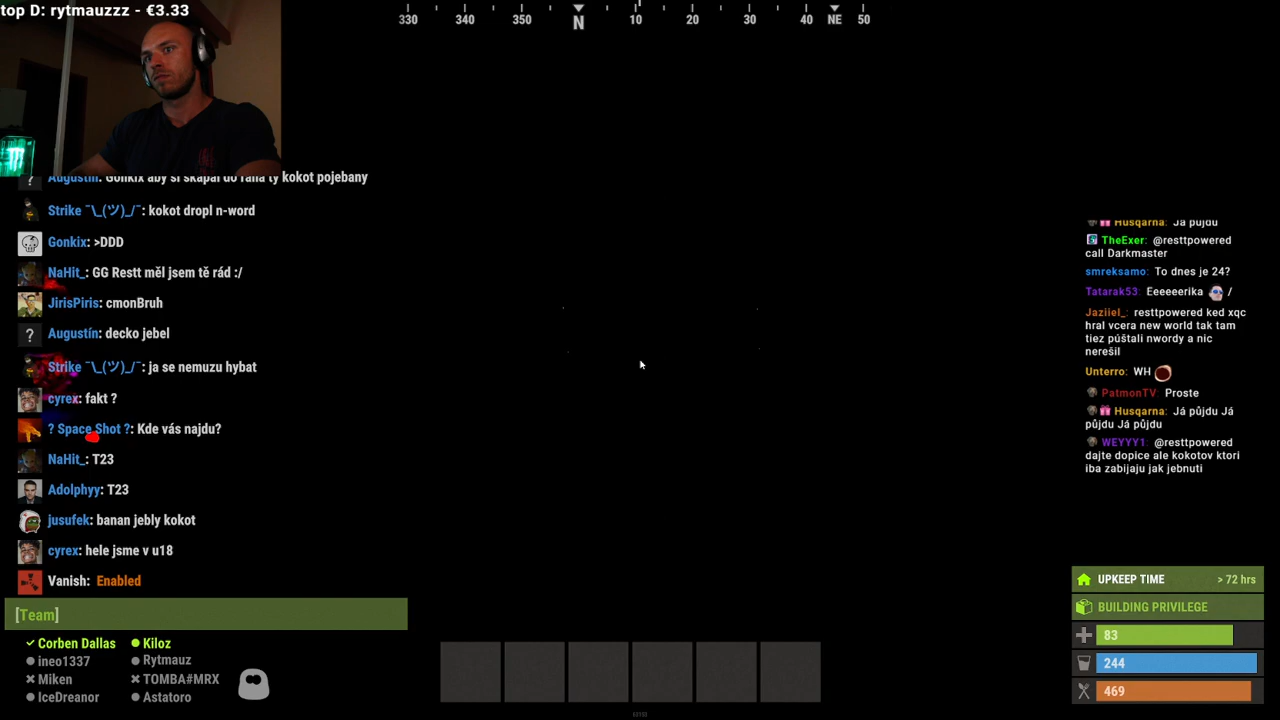 top D: rytmauzzz - €3.33
330 340 350 N 10 20 30 40 NE 50
Augustín: Gonkix aby si skapal do rana ty kokot pojebany
Strike ¯\_(ツ)_/¯: kokot dropl n-word
Gonkix: >DDD
NaHit_: GG Restt měl jsem tě rád :/
JirisPiris: cmonBruh
Augustín: decko jebel
Strike ¯\_(ツ)_/¯: ja se nemuzu hybat
cyrex: fakt ?
? Space Shot ?: Kde vás najdu?
NaHit_: T23
Adolphyy: T23
jusufek: banan jebly kokot
cyrex: hele jsme v u18
Vanish: Enabled
[Team]
Corben Dallas Kiloz
ineo1337 Rytmauz
Miken TOMBA#MRX
IceDreanor Astatoro
Husqarna: Já půjdu
TheExer: @resttpowered
call Darkmaster
smreksamo: To dnes je 24?
Tatarak53: Eeeeeerika /
Jaziiel_: resttpowered ked xqc
hral vcera new world tak tam
tiez púštali nwordy a nic
nerešil
Unterro: WH
PatmonTV: Proste
Husqarna: Já půjdu Já
půjdu Já půjdu
WEYYY1: @resttpowered
dajte dopice ale kokotov ktori
iba zabijaju jak jebnuti
UPKEEP TIME > 72 hrs
BUILDING PRIVILEGE
83
244
469